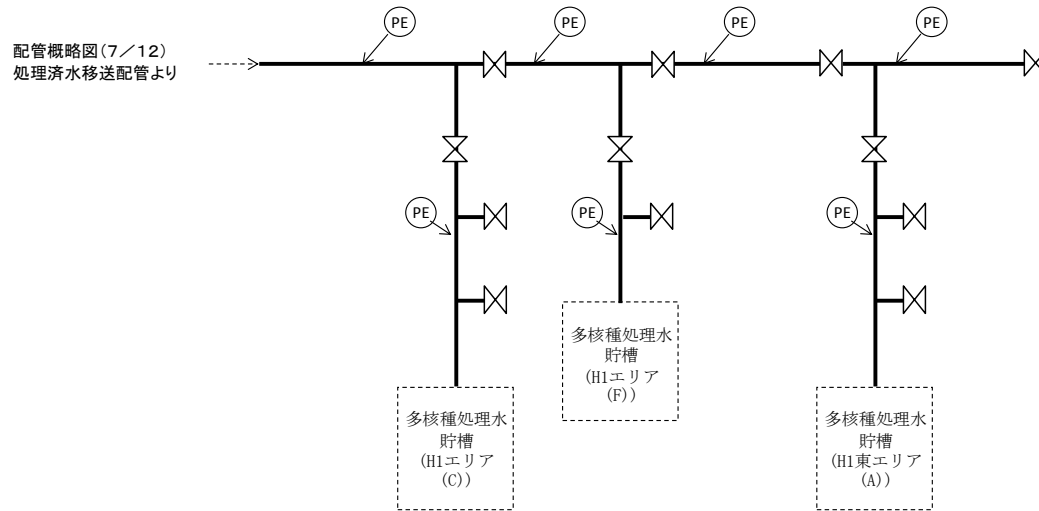 PE
PE
PE
PE
配管概略図(7/12)
処理済水移送配管より
PE
PE
PE
多核種処理水
貯槽
(H1エリア
(F))
多核種処理水
貯槽
(H1エリア
(C))
多核種処理水
貯槽
(H1東エリア
(A))